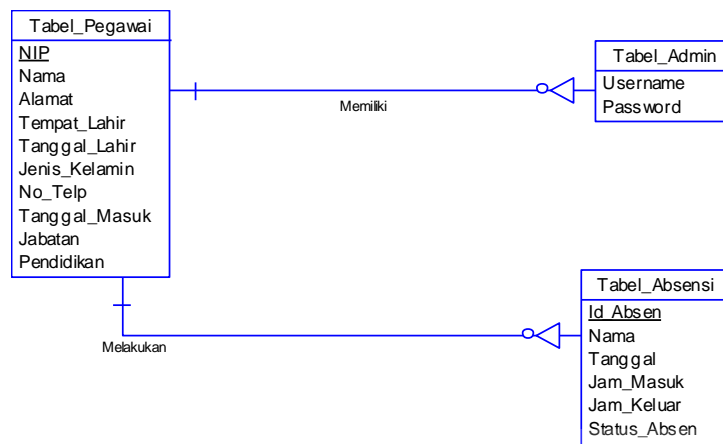 Tabel_Pegawai
NIP
Nama
Alamat
Tempat_Lahir
Tanggal_Lahir
Jenis_Kelamin
No_Telp
Tanggal_Masuk
Jabatan
Pendidikan
Memiliki
Tabel_Admin
Username
Password
Melakukan
Tabel_Absensi
Id_Absen
Nama
Tanggal
Jam_Masuk
Jam_Keluar
Status_Absen